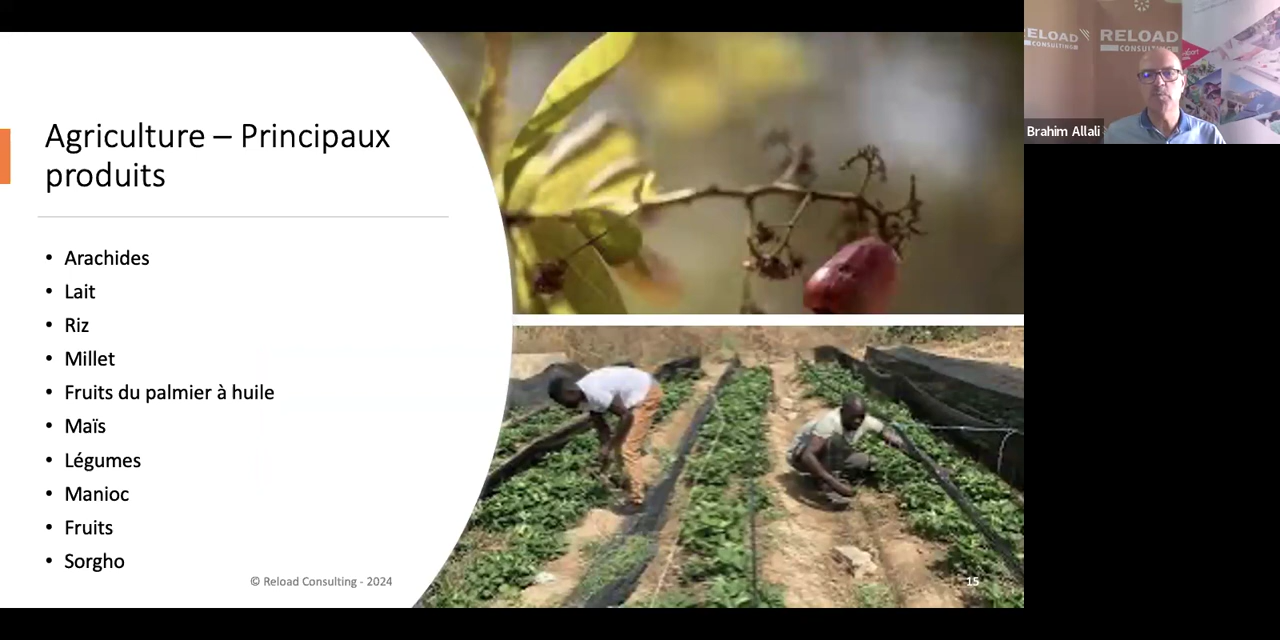 Agriculture – Principaux
produits
• Arachides
• Lait
• Riz
• Millet
• Fruits du palmier à huile
• Maïs
• Légumes
• Manioc
• Fruits
• Sorgho
© Reload Consulting - 2024
15
RELOAD
CONSULTING
RELOAD
CONSULTING
Brahim Allali